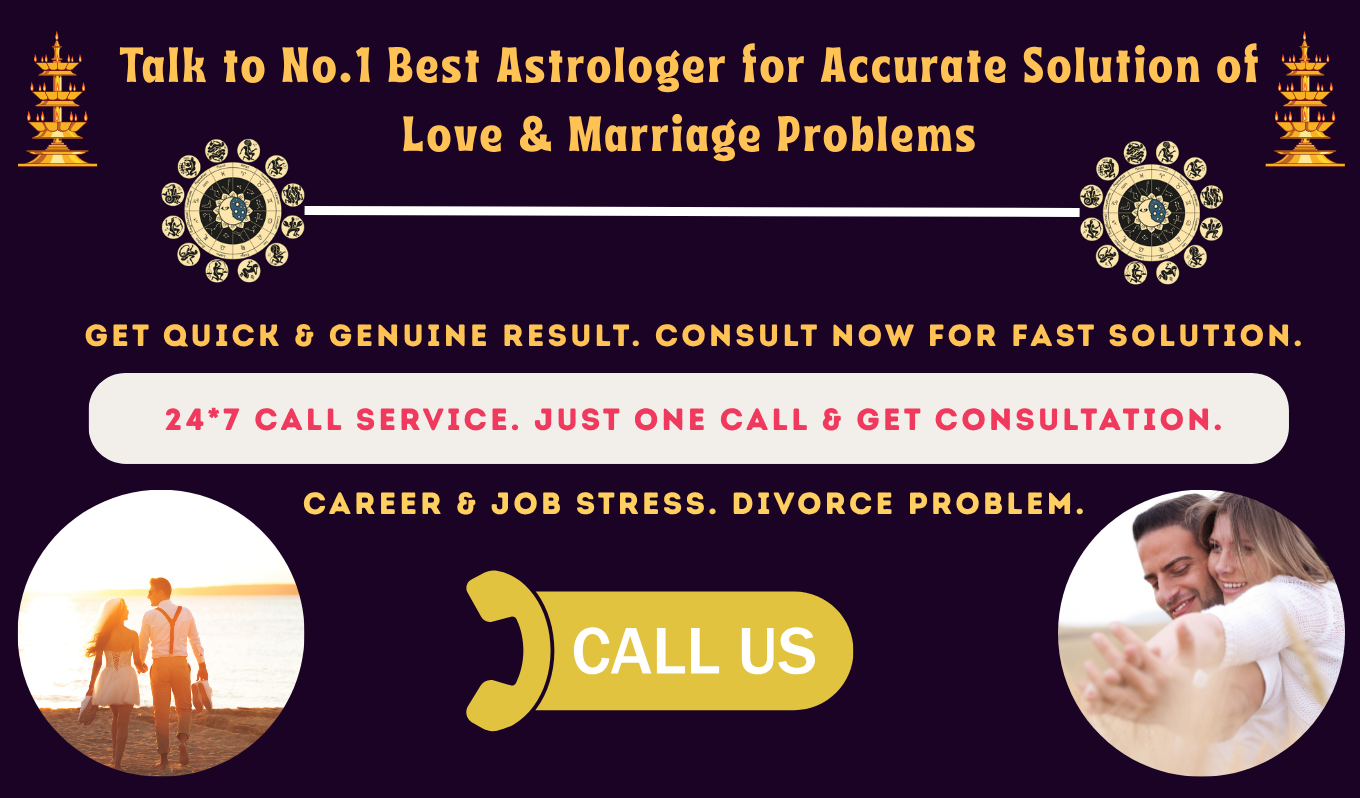 Talk to No.1 Best Astrologer for Accurate Solution of
Love & Marriage Problems
GET QUICK & GENUINE RESULT. CONSULT NOW FOR FAST SOLUTION.
24*7 CALL SERVICE. JUST ONE CALL & GET CONSULTATION.
CAREER & JOB STRESS. DIVORCE PROBLEM.
CALL US